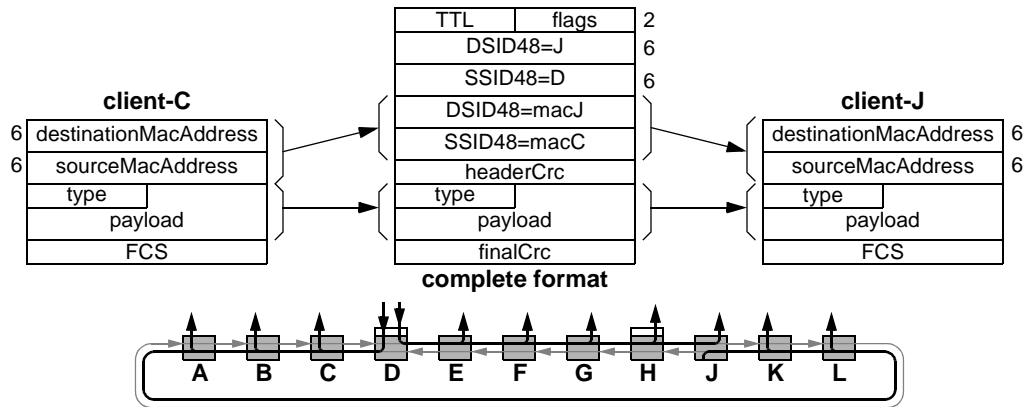 TTL flags 2
DSID48=J 6
SSID48=D 6
client-C
6 destinationMacAddress
6 sourceMacAddress
type
payload
FCS
DSID48=macJ
SSID48=macC
headerCrc
type
payload
finalCrc
complete format
client-J
destinationMacAddress 6
sourceMacAddress 6
type
payload
FCS
A B C D E F G H J K L